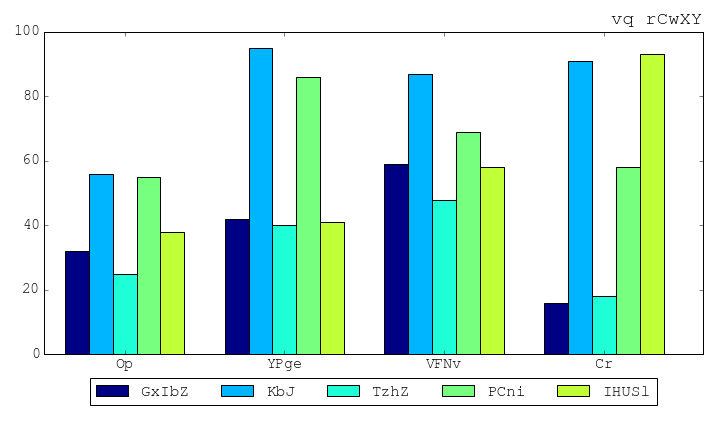 vq rCwXY
100
80
60
40
20
0
Op YPge VFNv Cr
GxIbZ KbJ TzhZ PCni IHUSl